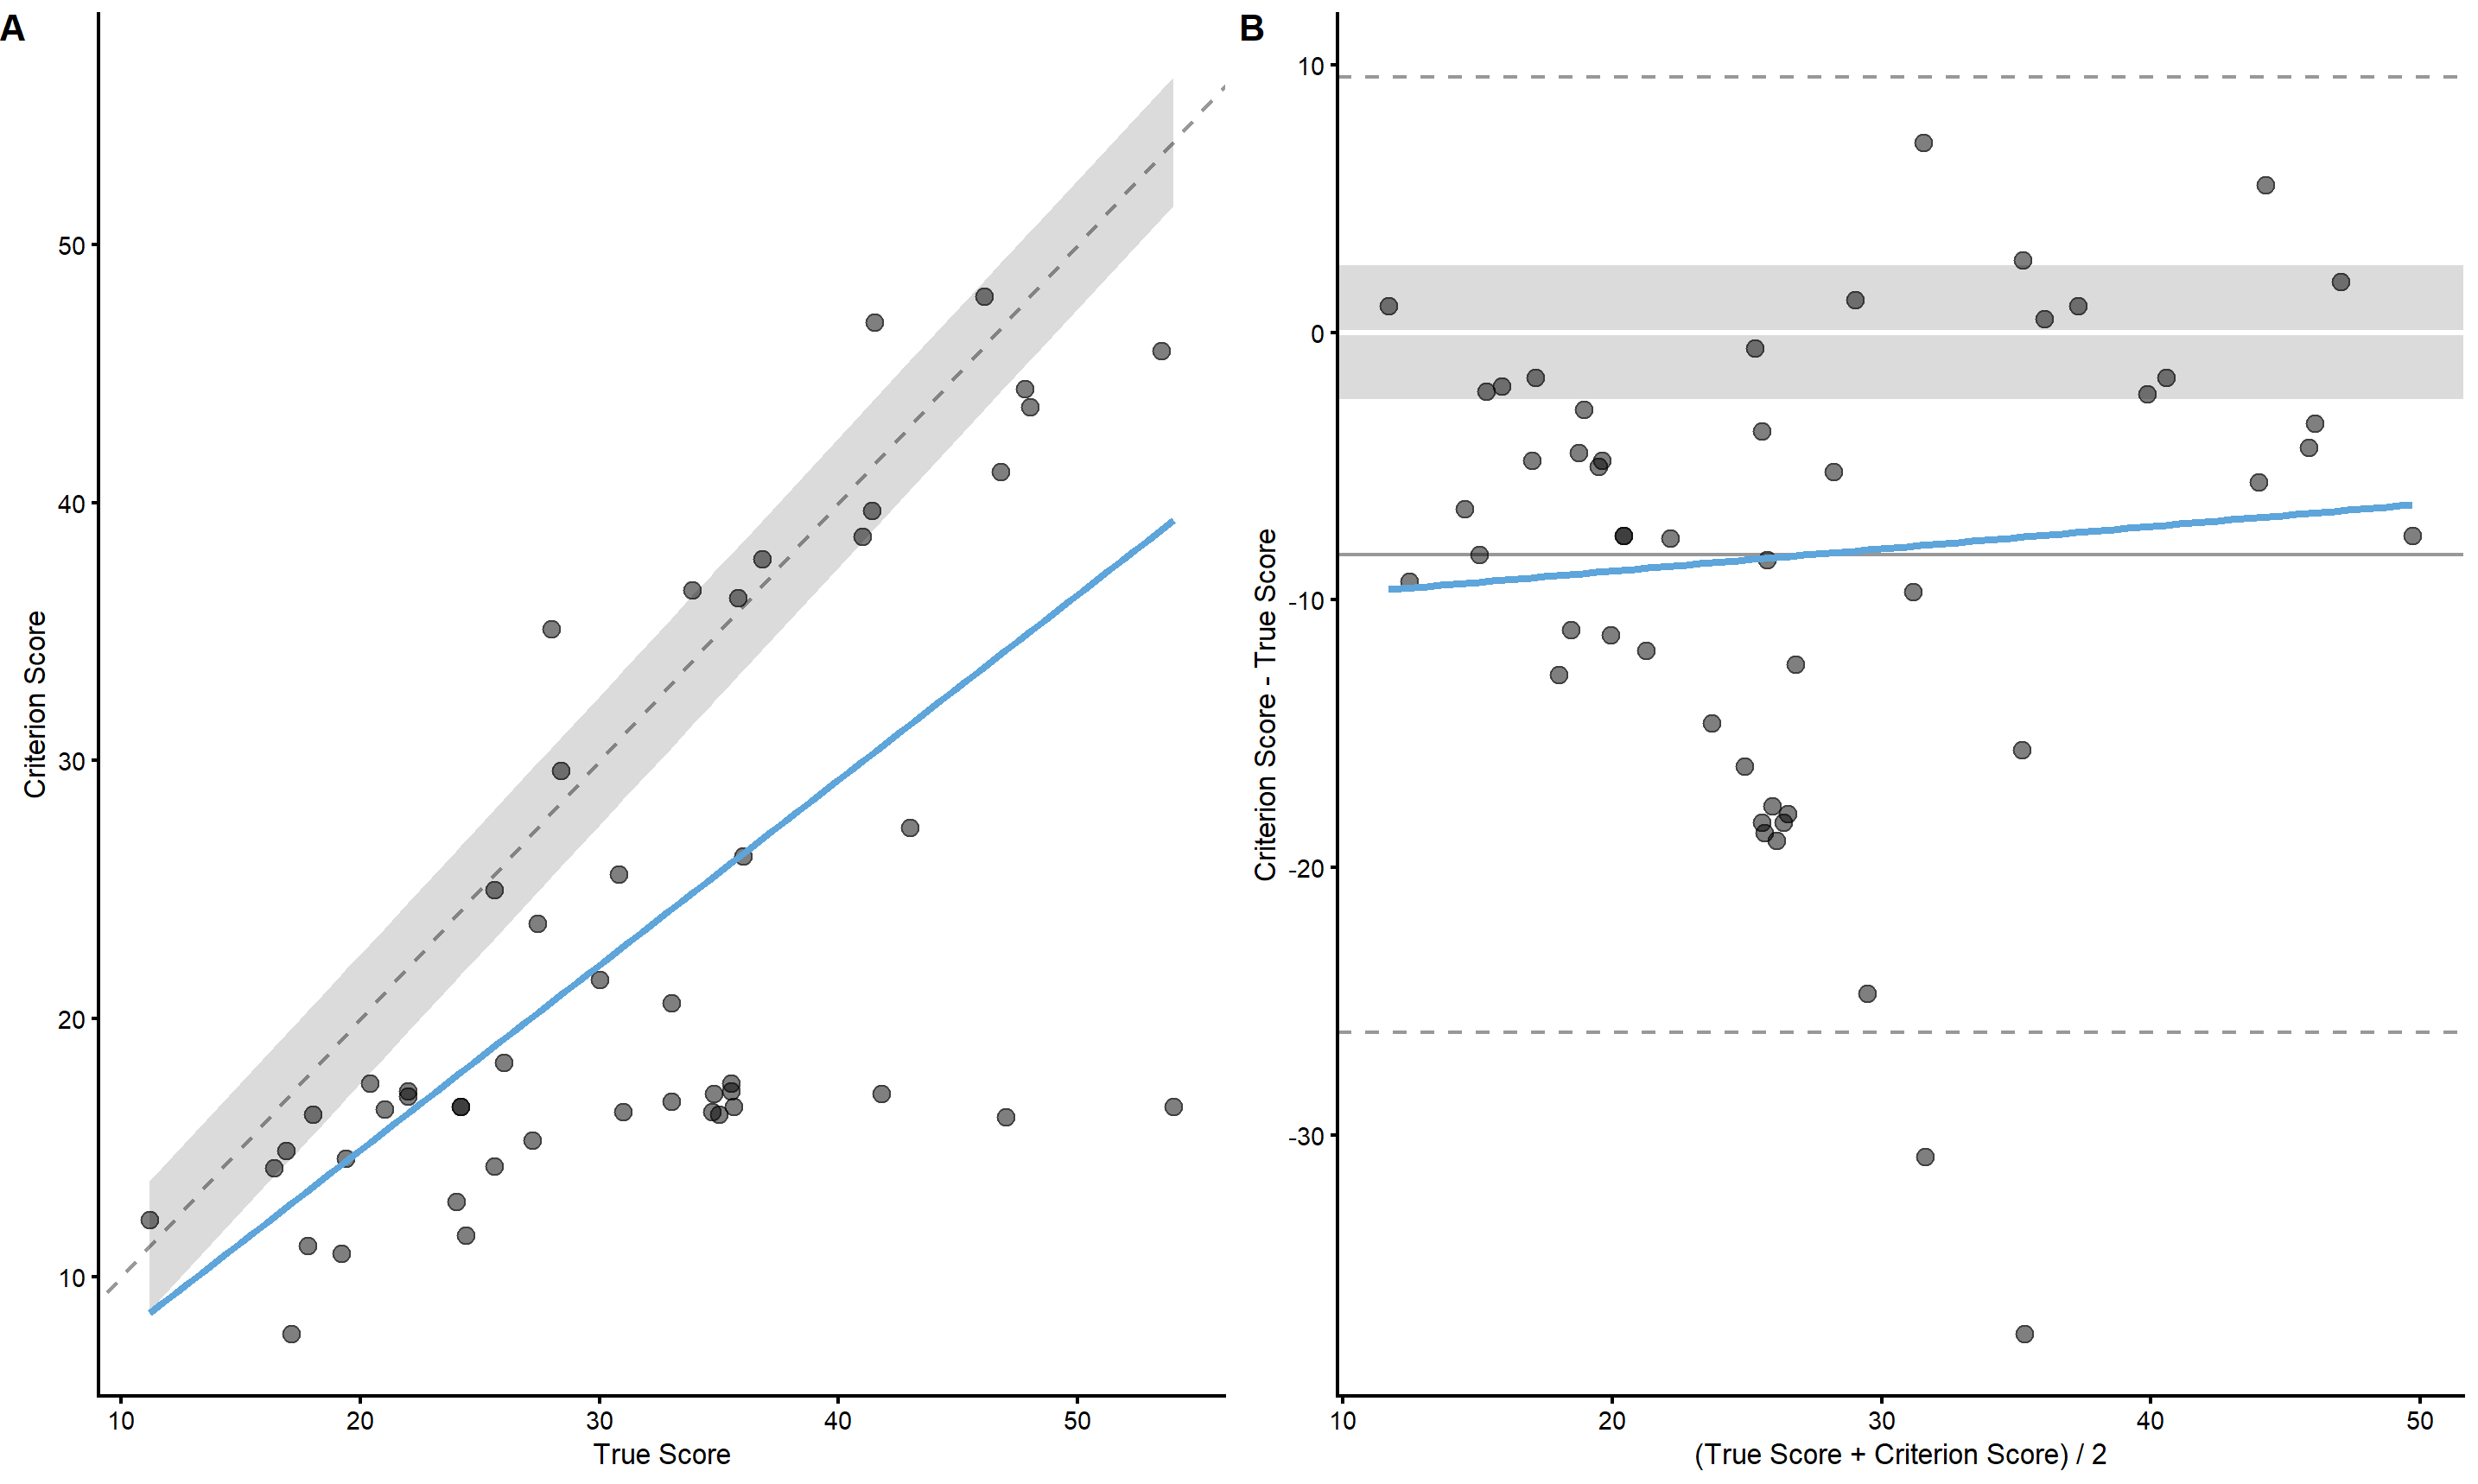 A
Criterion Score
50
40
30
20
10
10 20 30 40 50
True Score
B
Criterion Score - True Score
10
0
-10
-20
-30
10 20 30 40 50
(True Score + Criterion Score) / 2